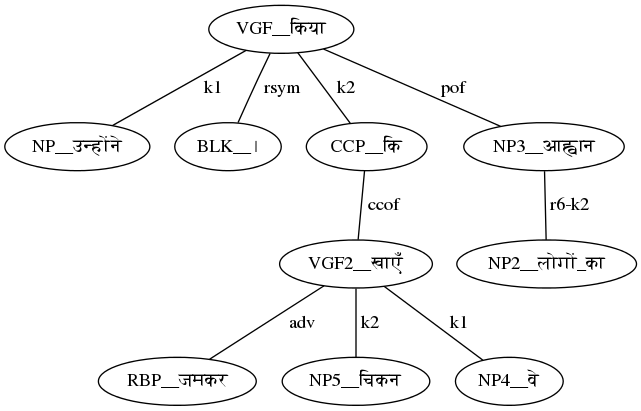 VGF__किया
k1 rsym k2 pof
NP__उन्होंने BLK__। CCP__कि NP3__आह्वान
ccof r6-k2
VGF2__खाएँ NP2__लोगों_का
adv k2 k1
RBP__जमकर NP5__चिकन NP4__वे